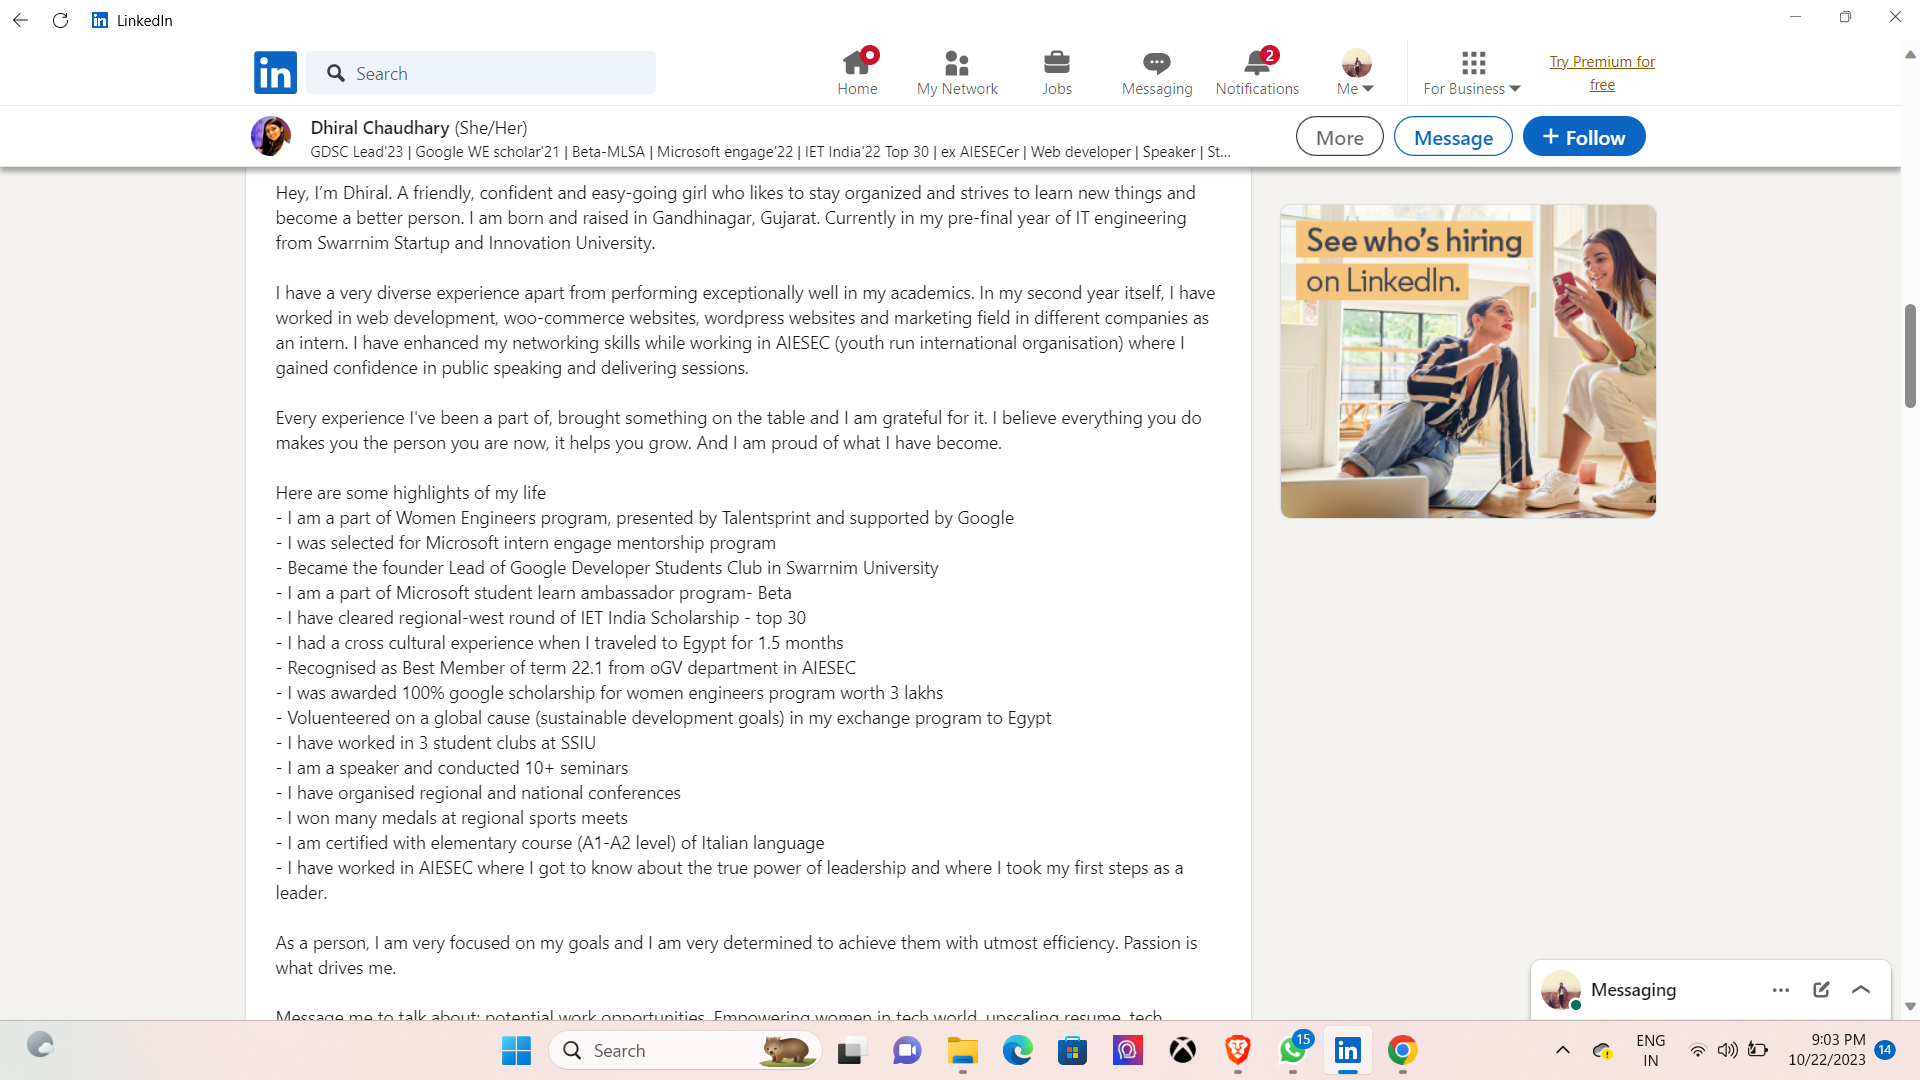 LinkedIn
in
Search
Home
My Network
Jobs
Messaging
2
Notifications
Me
For Business
Try Premium for
free
Dhiral Chaudhary (She/Her)
GDSC Lead'23 | Google WE scholar'21 | Beta-MLSA | Microsoft engage'22 | IET India'22 Top 30 | ex AIESECer | Web developer | Speaker | St...
More
Message
+ Follow
Hey, I’m Dhiral. A friendly, confident and easy-going girl who likes to stay organized and strives to learn new things and
become a better person. I am born and raised in Gandhinagar, Gujarat. Currently in my pre-final year of IT engineering
from Swarrnim Startup and Innovation University.
I have a very diverse experience apart from performing exceptionally well in my academics. In my second year itself, I have
worked in web development, woo-commerce websites, wordpress websites and marketing field in different companies as
an intern. I have enhanced my networking skills while working in AIESEC (youth run international organisation) where I
gained confidence in public speaking and delivering sessions.
Every experience I've been a part of, brought something on the table and I am grateful for it. I believe everything you do
makes you the person you are now, it helps you grow. And I am proud of what I have become.
Here are some highlights of my life
- I am a part of Women Engineers program, presented by Talentsprint and supported by Google
- I was selected for Microsoft intern engage mentorship program
- Became the founder Lead of Google Developer Students Club in Swarrnim University
- I am a part of Microsoft student learn ambassador program- Beta
- I have cleared regional-west round of IET India Scholarship - top 30
- I had a cross cultural experience when I traveled to Egypt for 1.5 months
- Recognised as Best Member of term 22.1 from oGV department in AIESEC
- I was awarded 100% google scholarship for women engineers program worth 3 lakhs
- Voluenteered on a global cause (sustainable development goals) in my exchange program to Egypt
- I have worked in 3 student clubs at SSIU
- I am a speaker and conducted 10+ seminars
- I have organised regional and national conferences
- I won many medals at regional sports meets
- I am certified with elementary course (A1-A2 level) of Italian language
- I have worked in AIESEC where I got to know about the true power of leadership and where I took my first steps as a
leader.
As a person, I am very focused on my goals and I am very determined to achieve them with utmost efficiency. Passion is
what drives me.
Message me to talk about: potential work opportunities, Empowering women in tech world, upscaling resume, tech
See who's hiring
on LinkedIn.
Messaging
Search
15
in
ENG
IN
9:03 PM
10/22/2023
14